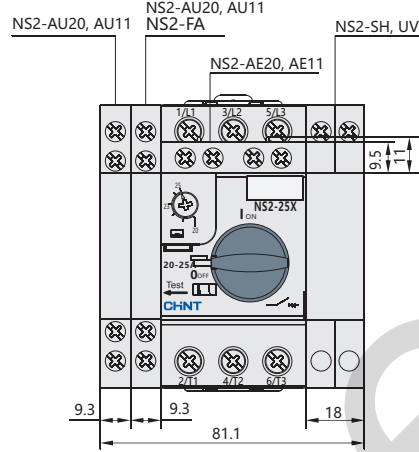 NS2-AU20, AU11
NS2-AU20, AU11
NS2-FA
NS2-SH, UV
NS2-AE20, AE11
1/L1 3/L2 5/L3
9.5
11
25
23
20
NS2-25X
I ON
20-25A
0OFF
Test
CHNT
2/T1 4/T2 6/T3
9.3
9.3
18
81.1